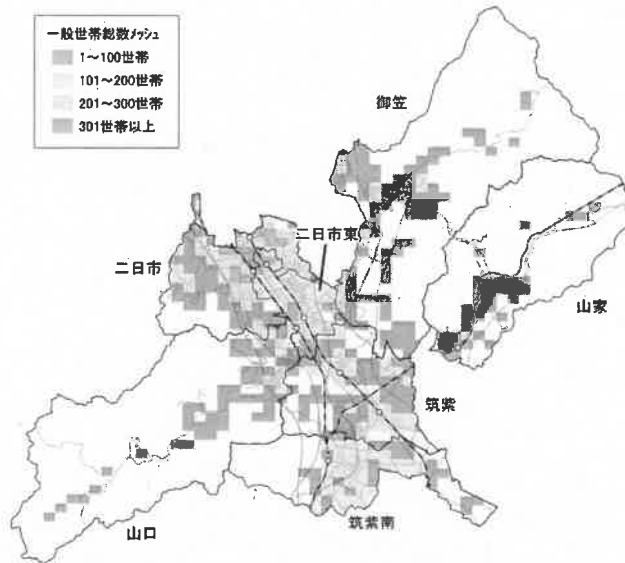 一般世帯総数メッシュ
1～100世帯
101～200世帯
201～300世帯
301世帯以上
御笠
二日市東
二日市
山家
筑紫
筑紫南
山口